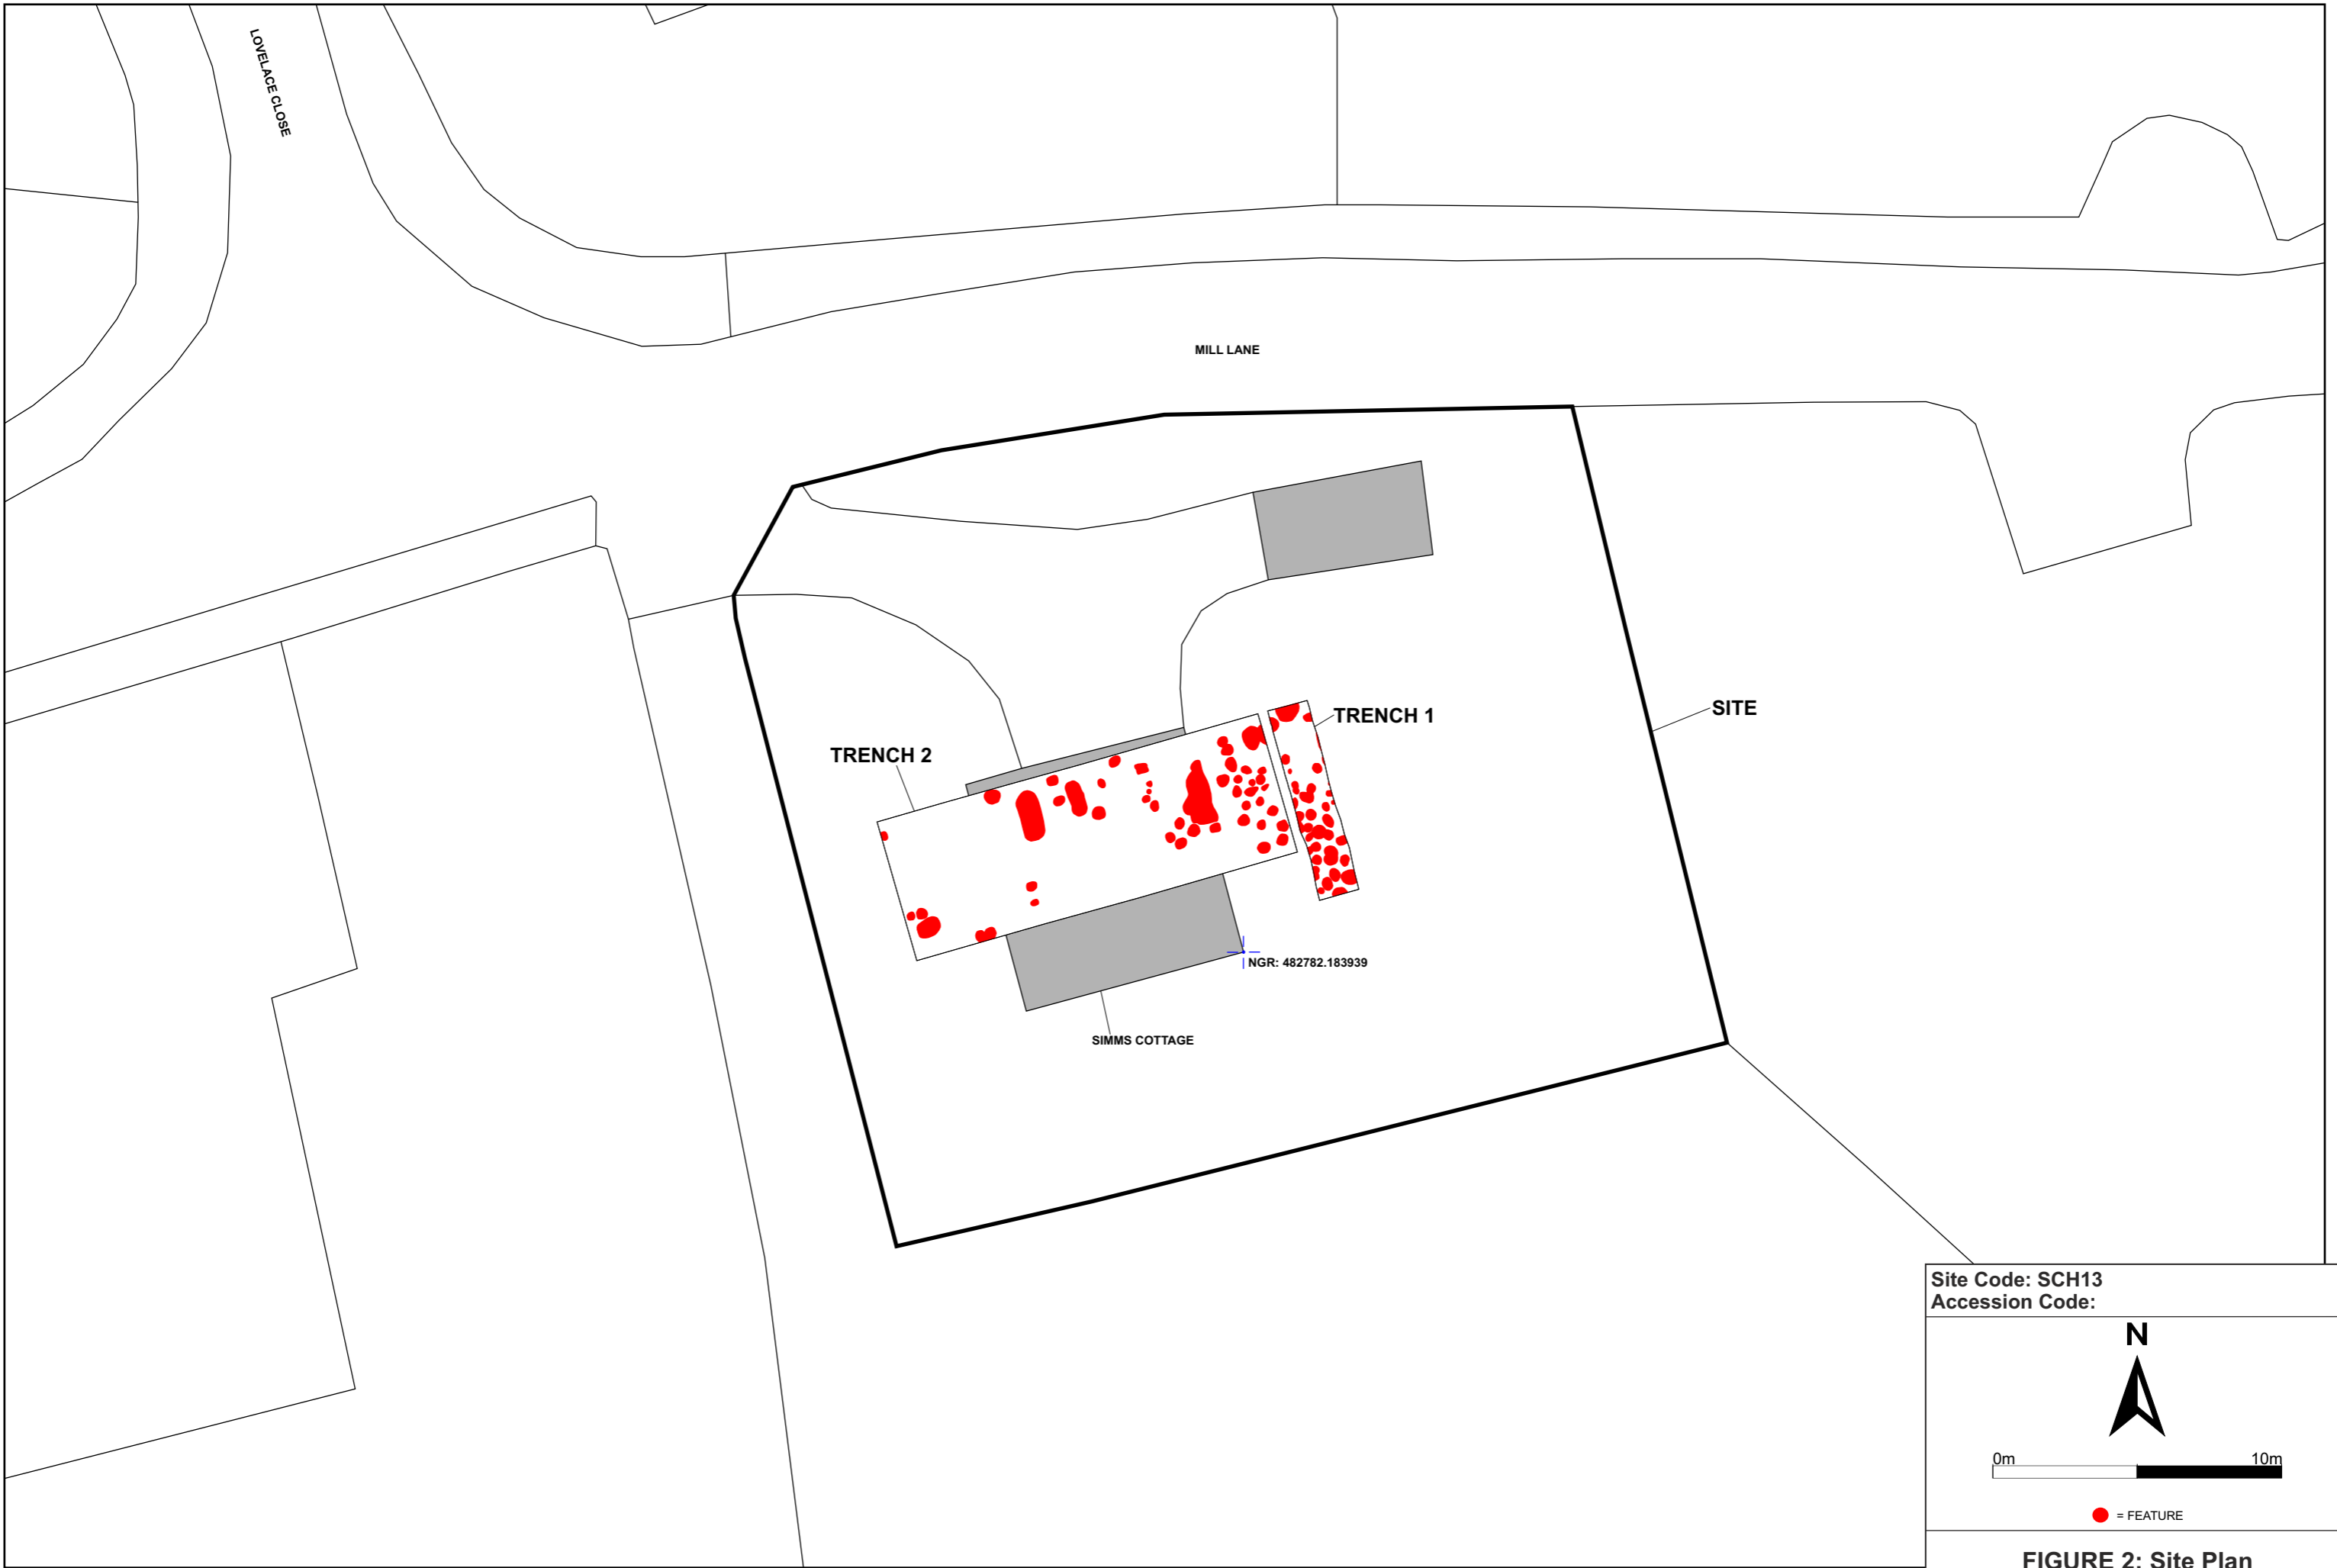 LOVELACE CLOSE
MILL LANE
SITE
TRENCH 1
TRENCH 2
NGR: 482782.183939
SIMMS COTTAGE
Site Code: SCH13
Accession Code:
N
0m 10m
= FEATURE
FIGURE 2: Site Plan